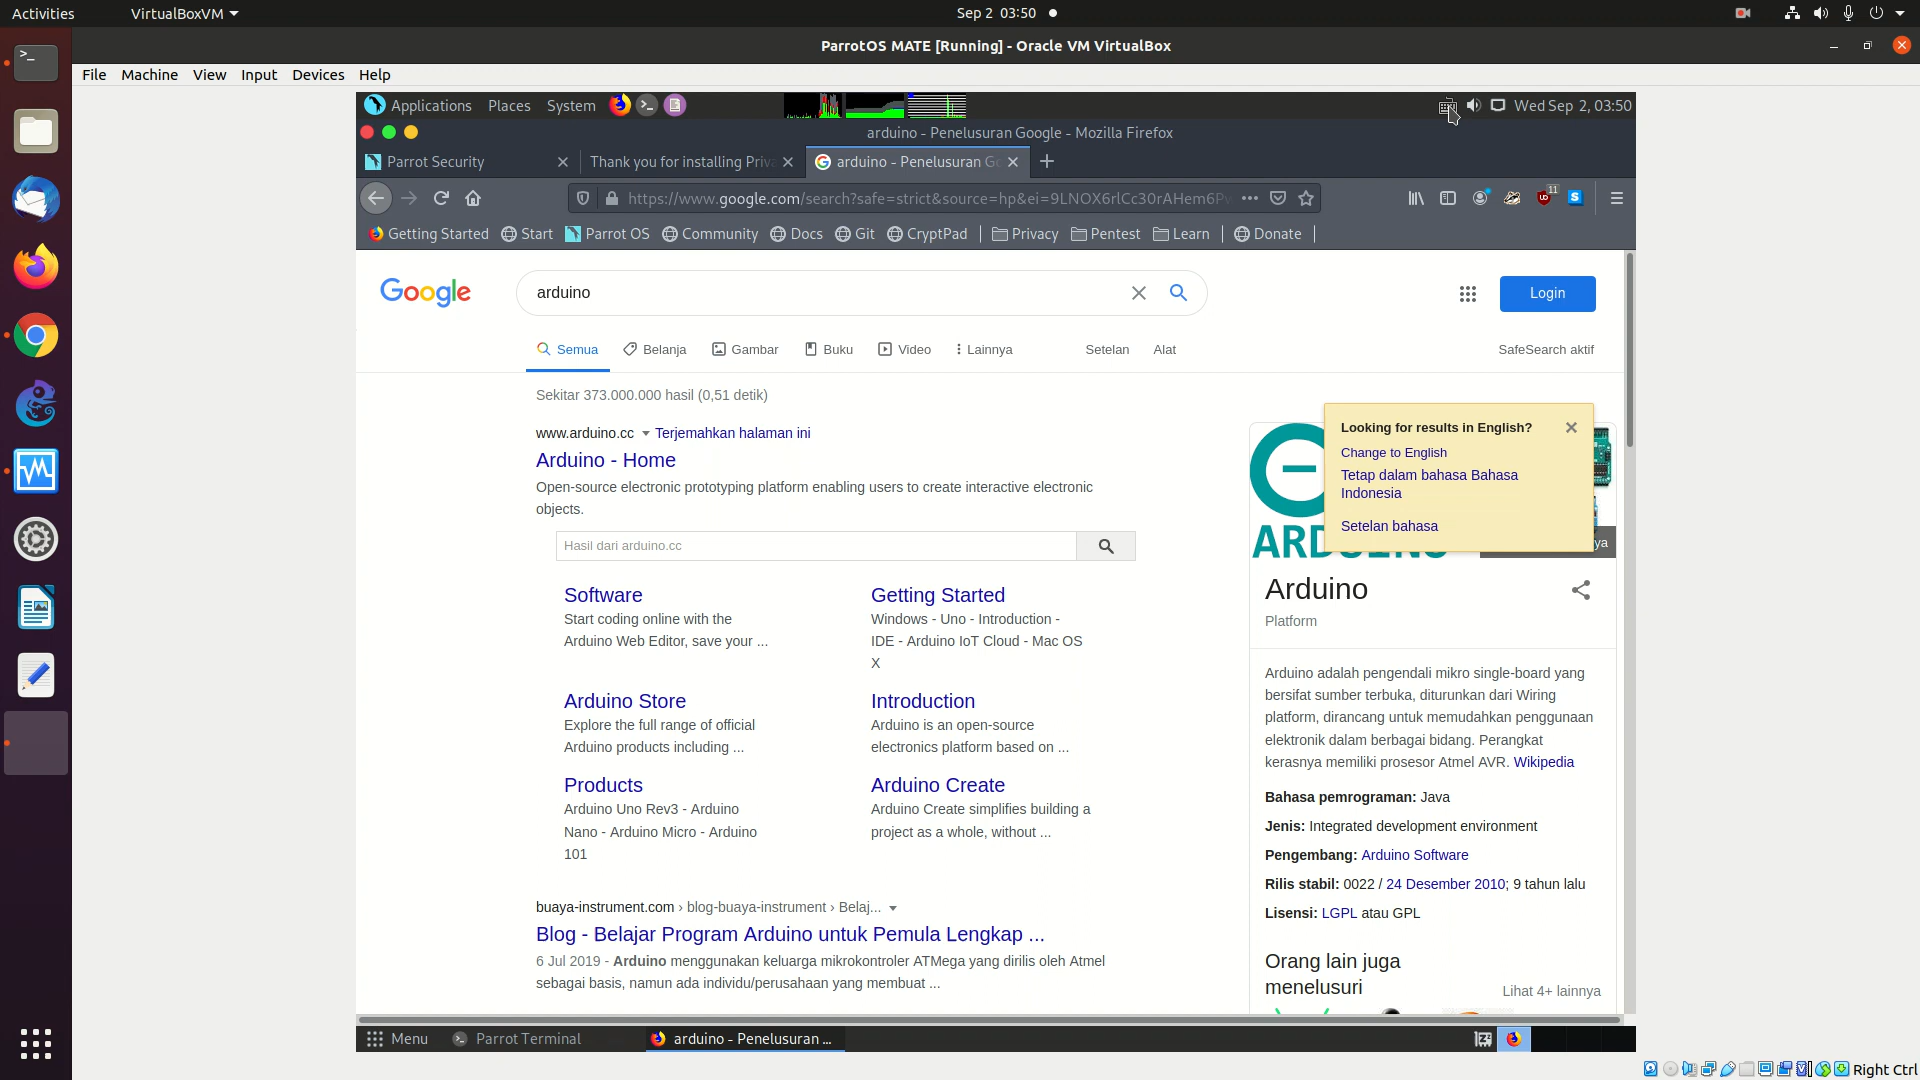 Activities
VirtualBoxVM
Sep 2 03:50
ParrotOS MATE [Running] - Oracle VM VirtualBox
File Machine View Input Devices Help
Applications Places System
Wed Sep 2, 03:50
arduino - Penelusuran Google - Mozilla Firefox
Parrot Security
Thank you for installing Priva
arduino - Penelusuran Go
https://www.google.com/search?safe=strict&source=hp&ei=9LNOX6rlCc30rAHem6Pw
11
Getting Started Start Parrot OS Community Docs Git CryptPad Privacy Pentest Learn Donate
Google
arduino
Login
Semua Belanja Gambar Buku Video Lainnya Setelan Alat SafeSearch aktif
Sekitar 373.000.000 hasil (0,51 detik)
www.arduino.cc Terjemahkan halaman ini
Arduino - Home
Open-source electronic prototyping platform enabling users to create interactive electronic
objects.
Hasil dari arduino.cc
Software
Start coding online with the
Arduino Web Editor, save your ...
Getting Started
Windows - Uno - Introduction -
IDE - Arduino IoT Cloud - Mac OS
X
Arduino Store
Explore the full range of official
Arduino products including ...
Introduction
Arduino is an open-source
electronics platform based on ...
Products
Arduino Uno Rev3 - Arduino
Nano - Arduino Micro - Arduino
101
Arduino Create
Arduino Create simplifies building a
project as a whole, without ...
buaya-instrument.com › blog-buaya-instrument › Belaj...
Blog - Belajar Program Arduino untuk Pemula Lengkap ...
6 Jul 2019 - Arduino menggunakan keluarga mikrokontroler ATMega yang dirilis oleh Atmel
sebagai basis, namun ada individu/perusahaan yang membuat ...
Looking for results in English?
Change to English
Tetap dalam bahasa Bahasa
Indonesia
Setelan bahasa
ya
Arduino
Platform
Arduino adalah pengendali mikro single-board yang
bersifat sumber terbuka, diturunkan dari Wiring
platform, dirancang untuk memudahkan penggunaan
elektronik dalam berbagai bidang. Perangkat
kerasnya memiliki prosesor Atmel AVR. Wikipedia
Bahasa pemrograman: Java
Jenis: Integrated development environment
Pengembang: Arduino Software
Rilis stabil: 0022 / 24 Desember 2010; 9 tahun lalu
Lisensi: LGPL atau GPL
Orang lain juga
menelusuri
Lihat 4+ lainnya
Menu
Parrot Terminal
arduino - Penelusuran ...
Right Ctrl